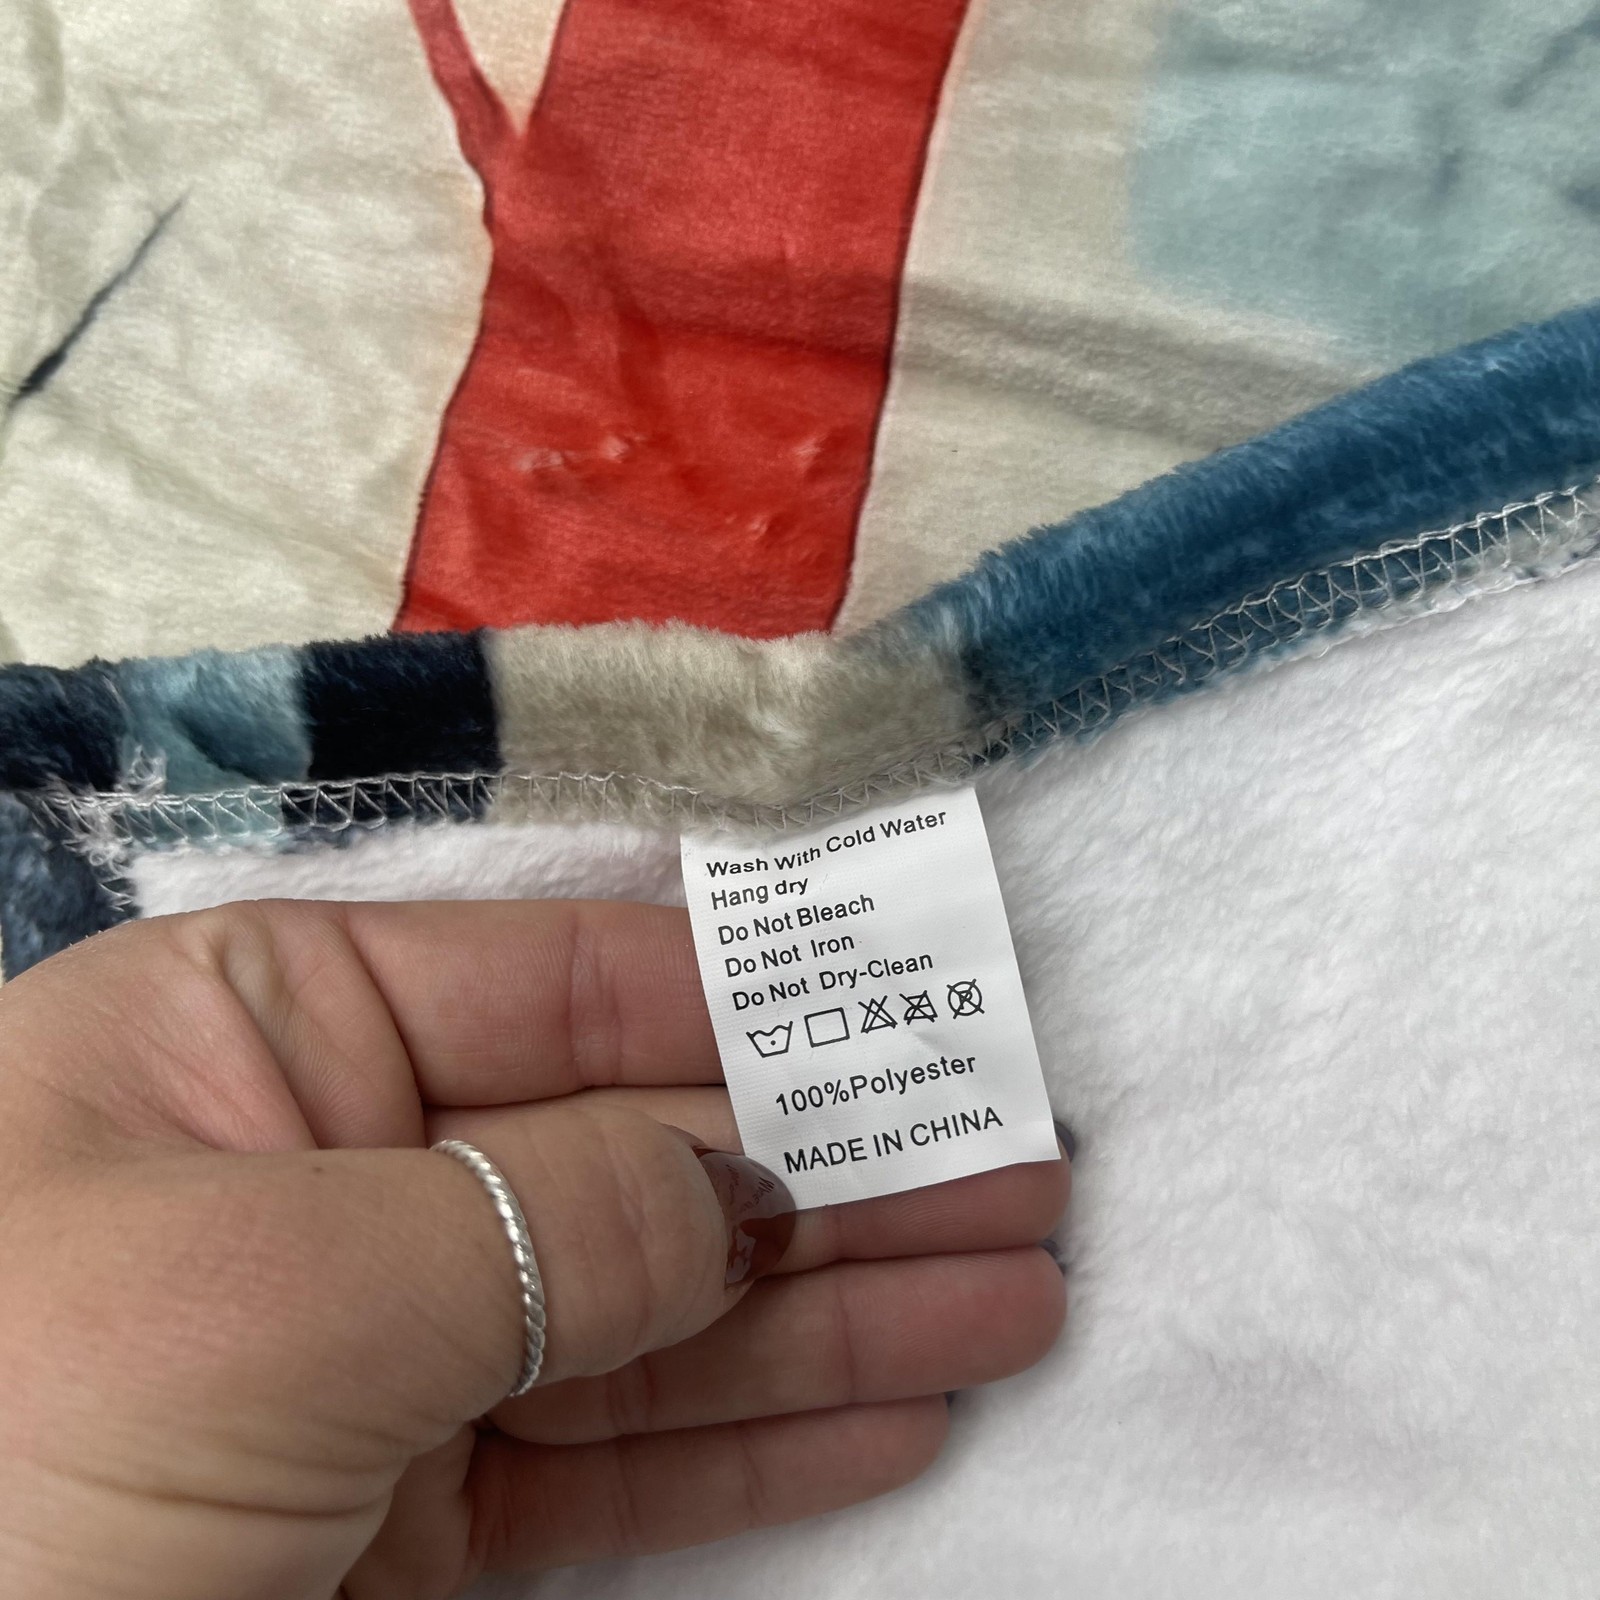 Wash With Cold Water
Hang dry
Do Not Bleach
Do Not Iron
Do Not Dry-Clean
100%Polyester
MADE IN CHINA